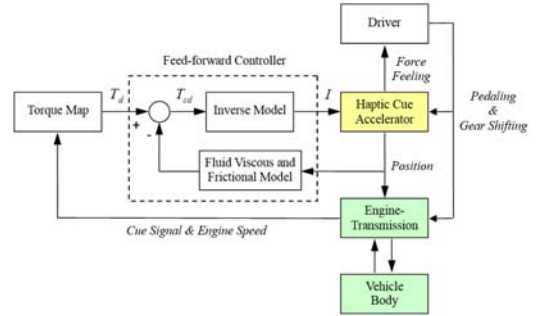 Driver
Feed-forward Controller
Force
Feeling
T_d
T_cd
I
Torque Map
+
-
Inverse Model
Haptic Cue
Accelerator
Pedaling
&
Gear Shifting
Fluid Viscous and
Frictional Model
Position
Engine-
Transmission
Cue Signal & Engine Speed
Vehicle
Body